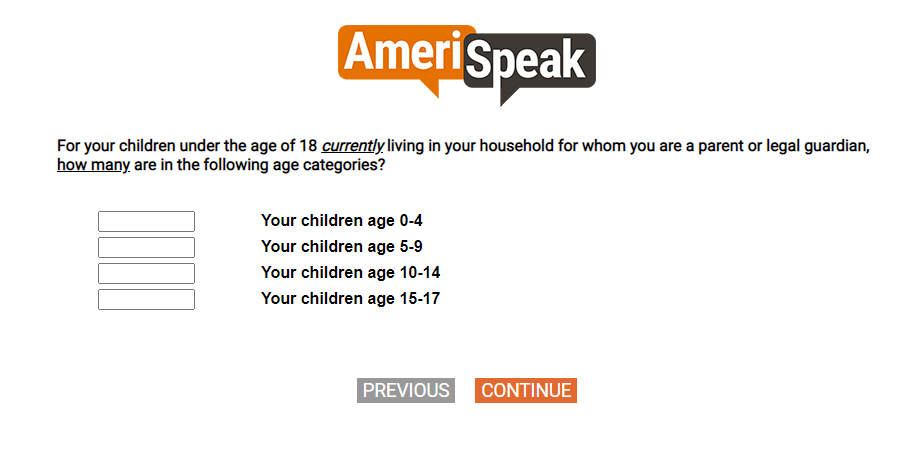 AmeriSpeak
For your children under the age of 18 currently living in your household for whom you are a parent or legal guardian,
how many are in the following age categories?
Your children age 0-4
Your children age 5-9
Your children age 10-14
Your children age 15-17
PREVIOUS CONTINUE